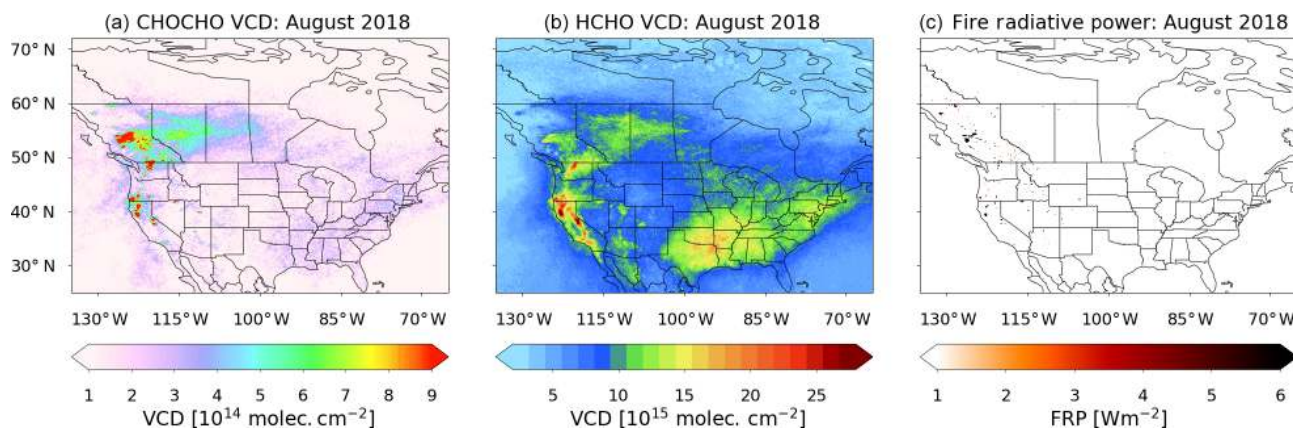 (a) CHOCHO VCD: August 2018 (b) HCHO VCD: August 2018 (c) Fire radiative power: August 2018
70° N
60° N
50° N
40° N
30° N
130°W 115°W 100°W 85°W 70°W 130°W 115°W 100°W 85°W 70°W 130°W 115°W 100°W 85°W 70°W
1 2 3 4 5 6 7 8 9 5 10 15 20 25 1 2 3 4 5 6
VCD [10¹⁴ molec. cm⁻²] VCD [10¹⁵ molec. cm⁻²] FRP [Wm⁻²]